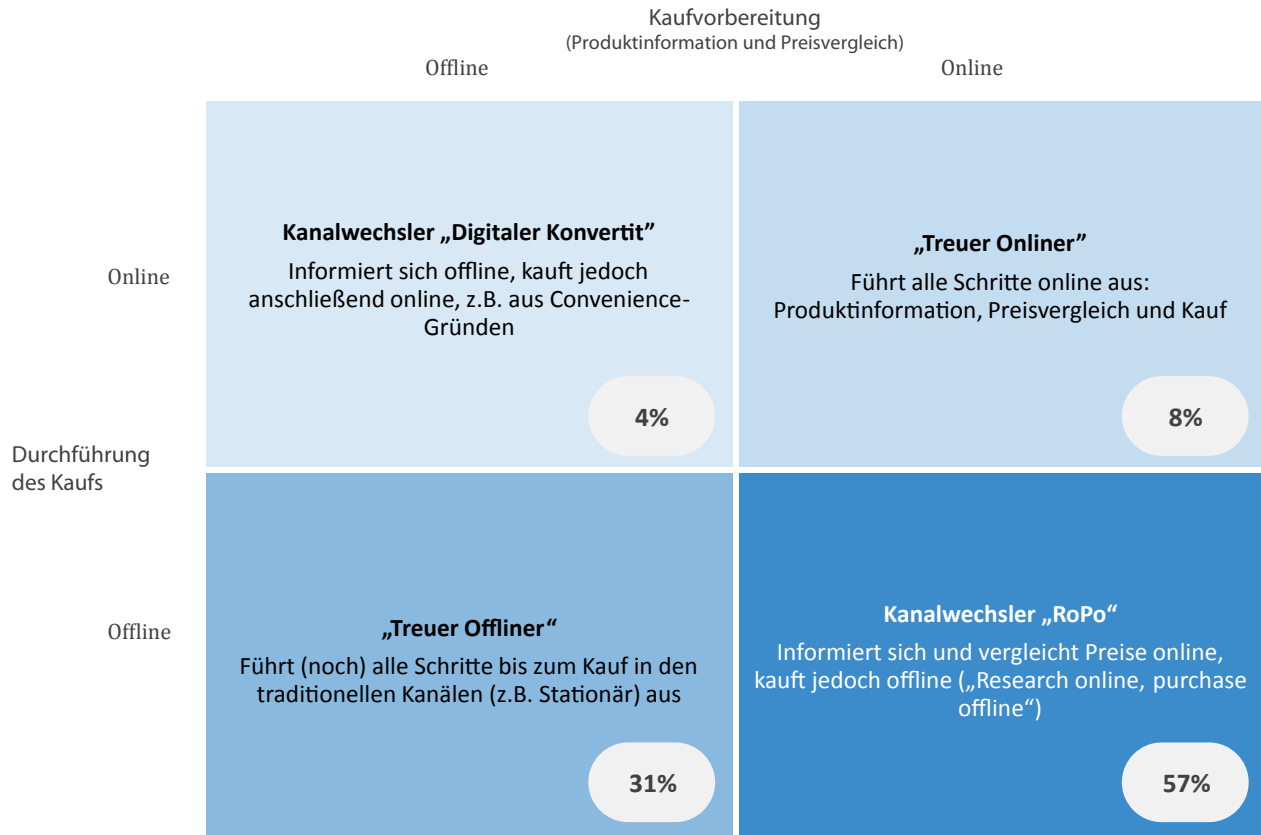 Kaufvorbereitung
(Produktinformation und Preisvergleich)
Offline
Online
Online
Kanalwechsler „Digitaler Konvertit”
Informiert sich offline, kauft jedoch
anschließend online, z.B. aus Convenience-
Gründen
4%
„Treuer Onliner”
Führt alle Schritte online aus:
Produktinformation, Preisvergleich und Kauf
8%
Durchführung
des Kaufs
Offline
„Treuer Offliner“
Führt (noch) alle Schritte bis zum Kauf in den
traditionellen Kanälen (z.B. Stationär) aus
31%
Kanalwechsler „RoPo“
Informiert sich und vergleicht Preise online,
kauft jedoch offline („Research online, purchase
offline“)
57%